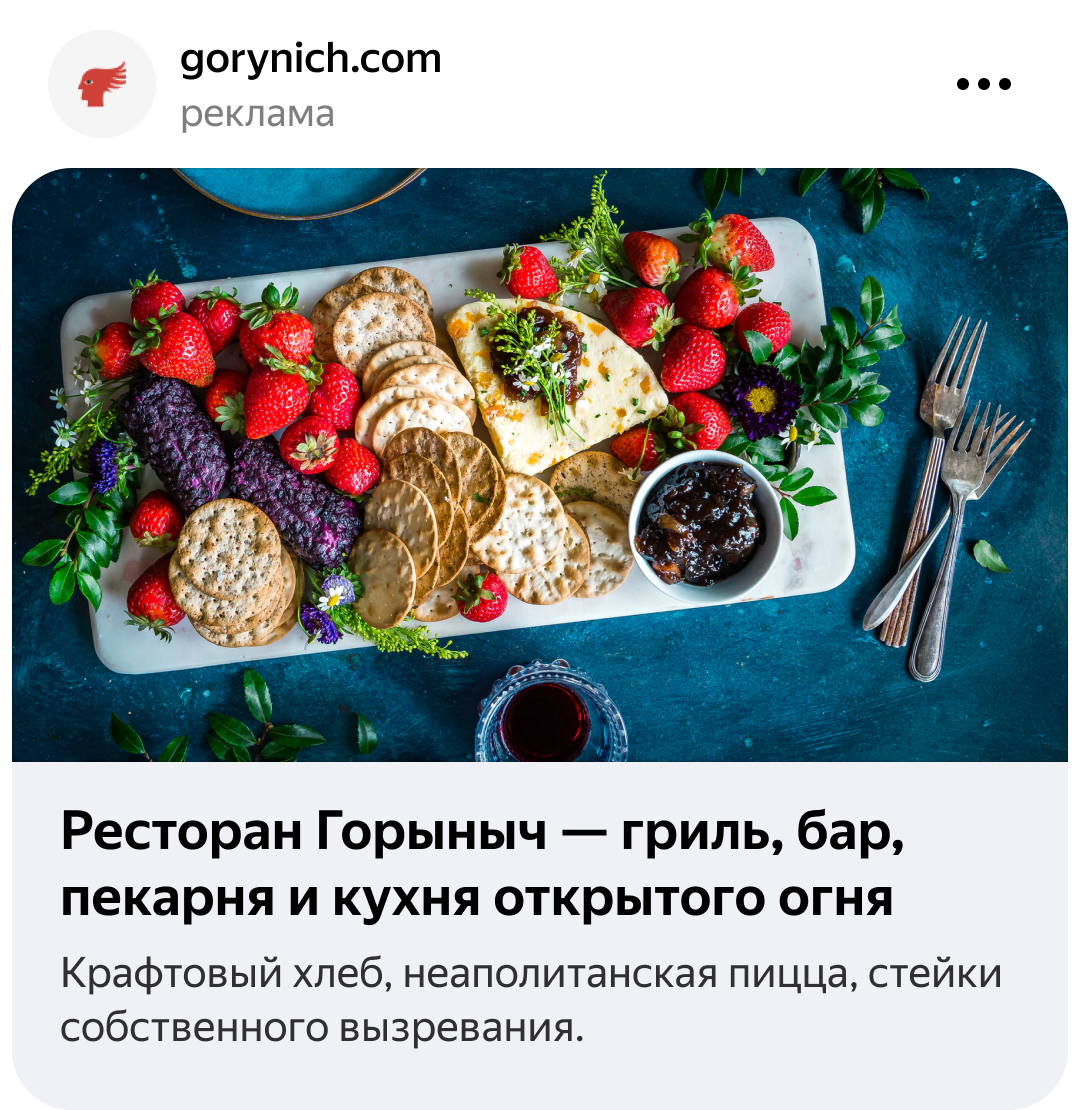 gorynich.com
реклама
Ресторан Горыныч — гриль, бар,
пекарня и кухня открытого огня
Крафтовый хлеб, неаполитанская пицца, стейки
собственного вызревания.